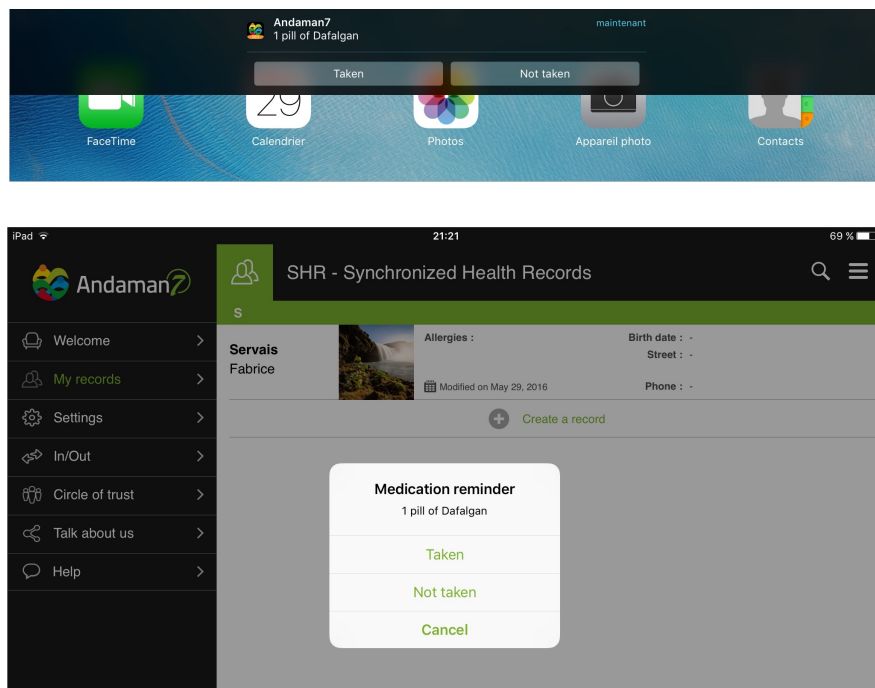 Andaman7
maintenant
1 pill of Dafalgan
Taken
Not taken
29
FaceTime
Calendrier
Photos
Appareil photo
Contacts
iPad
21:21
69 %
Andaman7
SHR - Synchronized Health Records
S
Welcome
My records
Settings
In/Out
Circle of trust
Talk about us
Help
Servais
Fabrice
Allergies :
Modified on May 29, 2016
Birth date : -
Street : -
Phone : -
Create a record
Medication reminder
1 pill of Dafalgan
Taken
Not taken
Cancel